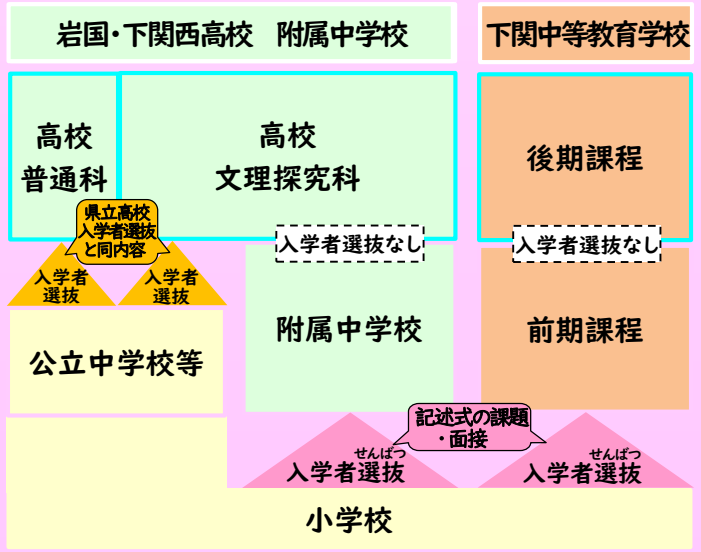 岩国・下関西高校　附属中学校
下関中等教育学校
高校
普通科
高校
文理探究科
後期課程
県立高校
入学者選抜
と同内容
入学者選抜なし
入学者選抜なし
入学者
選抜
入学者
選抜
公立中学校等
附属中学校
前期課程
記述式の課題
・面接
せんばつ
入学者選抜
せんばつ
入学者選抜
小学校